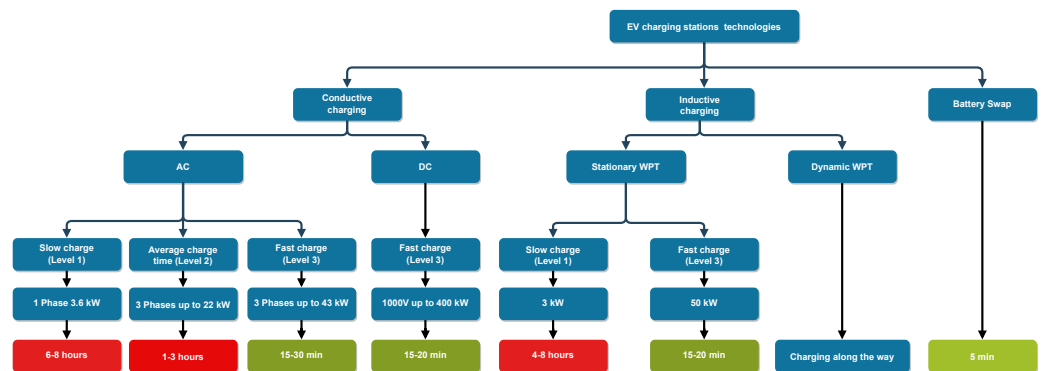 EV charging stations technologies
Conductive
charging
Inductive
charging
Battery Swap
AC
DC
Stationary WPT
Dynamic WPT
Slow charge
(Level 1)
Average charge
time (Level 2)
Fast charge
(Level 3)
Fast charge
(Level 3)
Slow charge
(Level 1)
Fast charge
(Level 3)
1 Phase 3.6 kW
3 Phases up to 22 kW
3 Phases up to 43 kW
1000V up to 400 kW
3 kW
50 kW
6-8 hours
1-3 hours
15-30 min
15-20 min
4-8 hours
15-20 min
Charging along the way
5 min